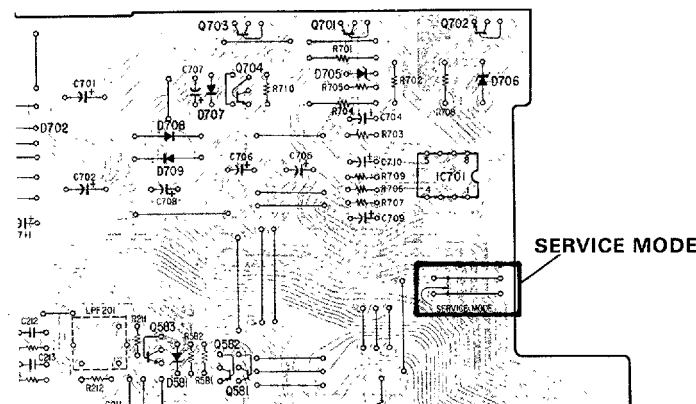 Q703
Q701
Q702
R701
C707
Q704
C701
D705
R702
D706
R710
R705
D707
R704
C704
D702
D708
R703
D709
C706
C705
C710
5
8
IC701
R709
C702
R706
4
1
C708
R707
C709
SERVICE MODE
SERVICE MODE
LPF201
C212
R211
Q583
R582
Q582
C213
D581
R581
Q581
R212